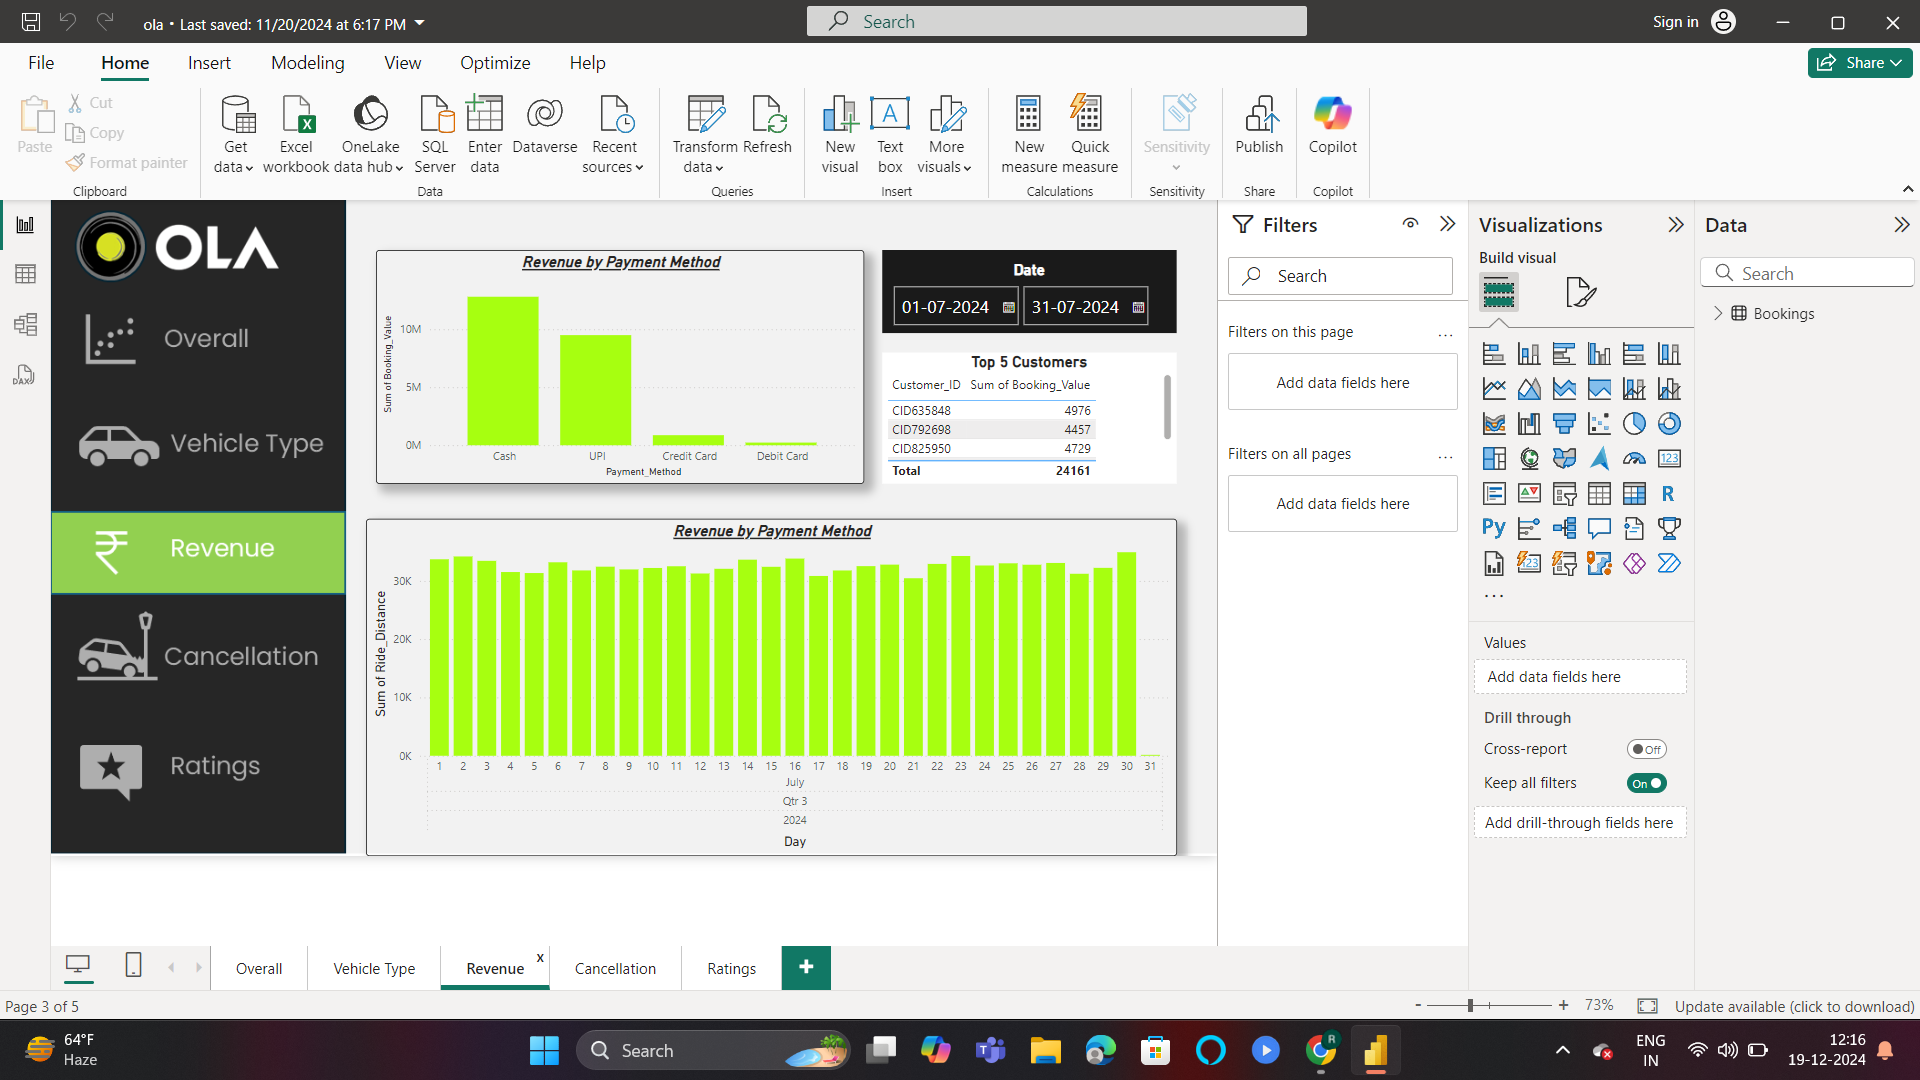 ola • Last saved: 11/20/2024 at 6:17 PM
Search
Sign in
File Home Insert Modeling View Optimize Help
Share
Paste
Cut
Copy
Format painter
Clipboard
Get data
Excel workbook
OneLake data hub
SQL Server
Enter data
Dataverse
Recent sources
Data
Transform data
Refresh
Queries
New visual
Text box
More visuals
Insert
New measure
Quick measure
Calculations
Sensitivity
Sensitivity
Publish
Share
Copilot
Copilot
OLA
Overall
Vehicle Type
Revenue
Cancellation
Ratings
Revenue by Payment Method
Sum of Booking_Value
10M
5M
0M
Cash UPI Credit Card Debit Card
Payment_Method
Date
01-07-2024 31-07-2024
Top 5 Customers
Customer_ID Sum of Booking_Value
CID635848 4976
CID792698 4457
CID825950 4729
Total 24161
Revenue by Payment Method
Sum of Ride_Distance
30K
20K
10K
0K
1 2 3 4 5 6 7 8 9 10 11 12 13 14 15 16 17 18 19 20 21 22 23 24 25 26 27 28 29 30 31
July
Qtr 3
2024
Day
Filters
Search
Filters on this page
...
Add data fields here
Filters on all pages
...
Add data fields here
Visualizations
Build visual
123
R
Py
123
...
Values
Add data fields here
Drill through
Cross-report Off
Keep all filters On
Add drill-through fields here
Data
Search
Bookings
DAX
Overall Vehicle Type Revenue x Cancellation Ratings +
Page 3 of 5
- + 73%
Update available (click to download)
64°F
Haze
Search
R
ENG
IN
12:16
19-12-2024